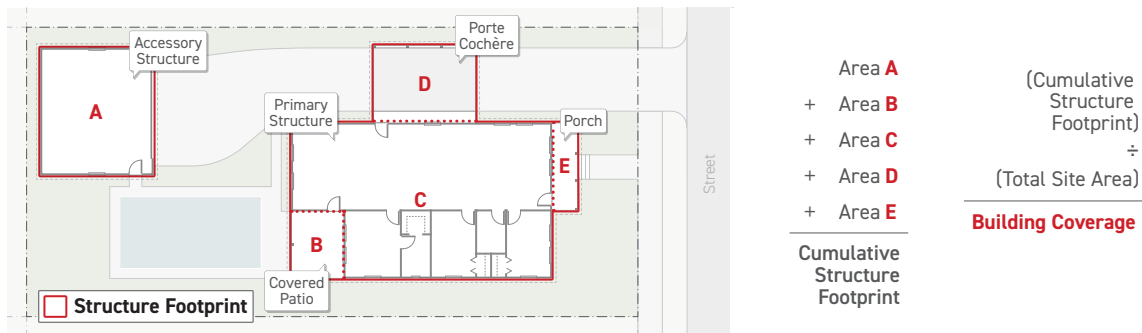 Accessory
Structure
Porte
Cochère
A
D
Primary
Structure
Porch
E
C
B
Covered
Patio
Street
Structure Footprint
Area A
+ Area B
+ Area C
+ Area D
+ Area E
Cumulative
Structure
Footprint
(Cumulative
Structure
Footprint)
÷
(Total Site Area)
Building Coverage